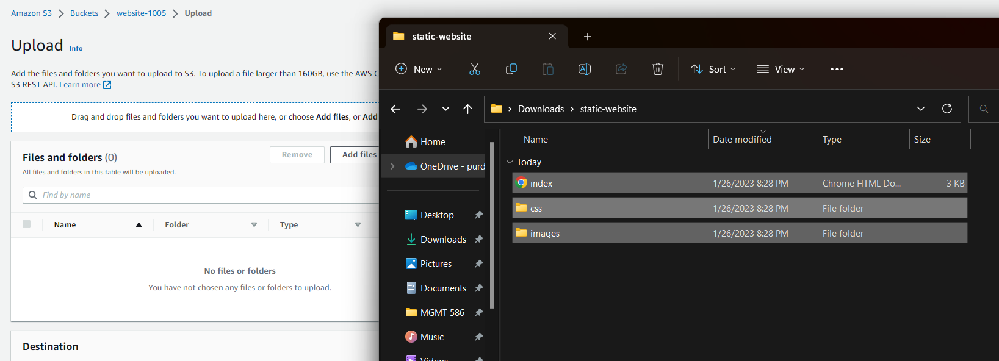 Amazon S3 > Buckets > website-1005 > Upload
Upload Info
Add the files and folders you want to upload to S3. To upload a file larger than 160GB, use the AWS C
S3 REST API. Learn more
Drag and drop files and folders you want to upload here, or choose Add files, or Add
Files and folders (0)
Remove
Add files
All files and folders in this table will be uploaded.
Find by name
Name
Folder
Type
No files or folders
You have not chosen any files or folders to upload.
Destination
static-website
New
Sort
View
Downloads > static-website
Home
OneDrive - purd
Desktop
Downloads
Pictures
Documents
MGMT 586
Music
Videos
Name Date modified Type Size
Today
index 1/26/2023 8:28 PM Chrome HTML Do... 3 KB
css 1/26/2023 8:28 PM File folder
images 1/26/2023 8:28 PM File folder